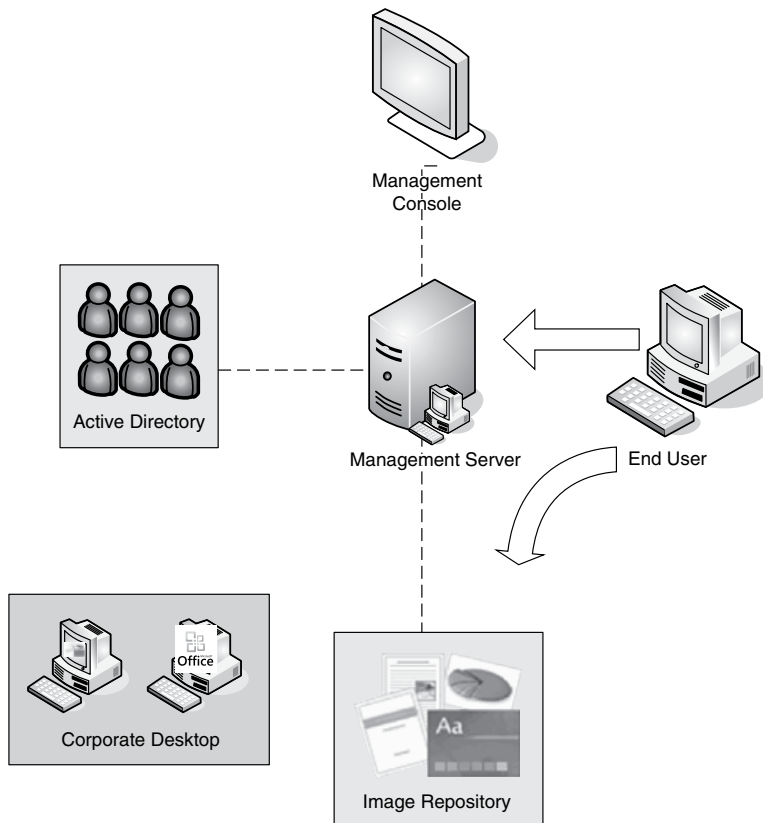 Management
Console
Active Directory
Management Server
End User
Office
Corporate Desktop
Aa
Image Repository